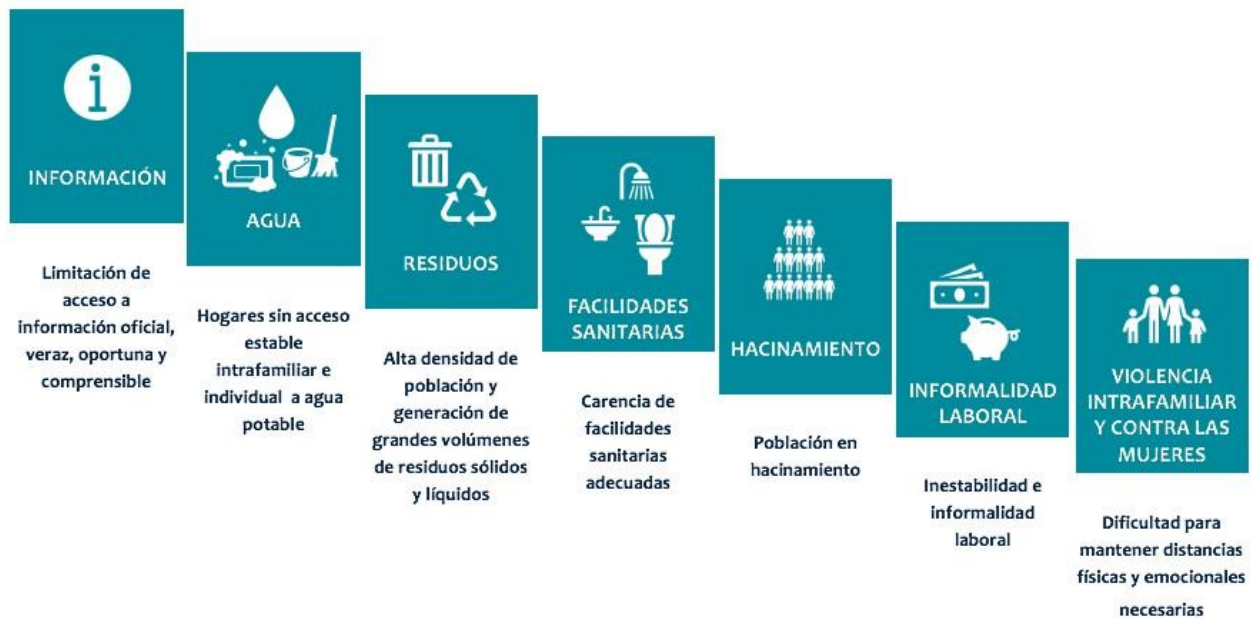 INFORMACIÓN
Limitación de
acceso a
información oficial,
veraz, oportuna y
comprensible
AGUA
Hogares sin acceso
estable
intrafamiliar e
individual a agua
potable
RESIDUOS
Alta densidad de
población y
generación de
grandes volúmenes
de residuos sólidos
y líquidos
FACILIDADES
SANITARIAS
Carencia de
facilidades
sanitarias
adecuadas
HACINAMIENTO
Población en
hacinamiento
INFORMALIDAD
LABORAL
Inestabilidad e
informalidad
laboral
VIOLENCIA
INTRAFAMILIAR
Y CONTRA LAS
MUJERES
Dificultad para
mantener distancias
físicas y emocionales
necesarias